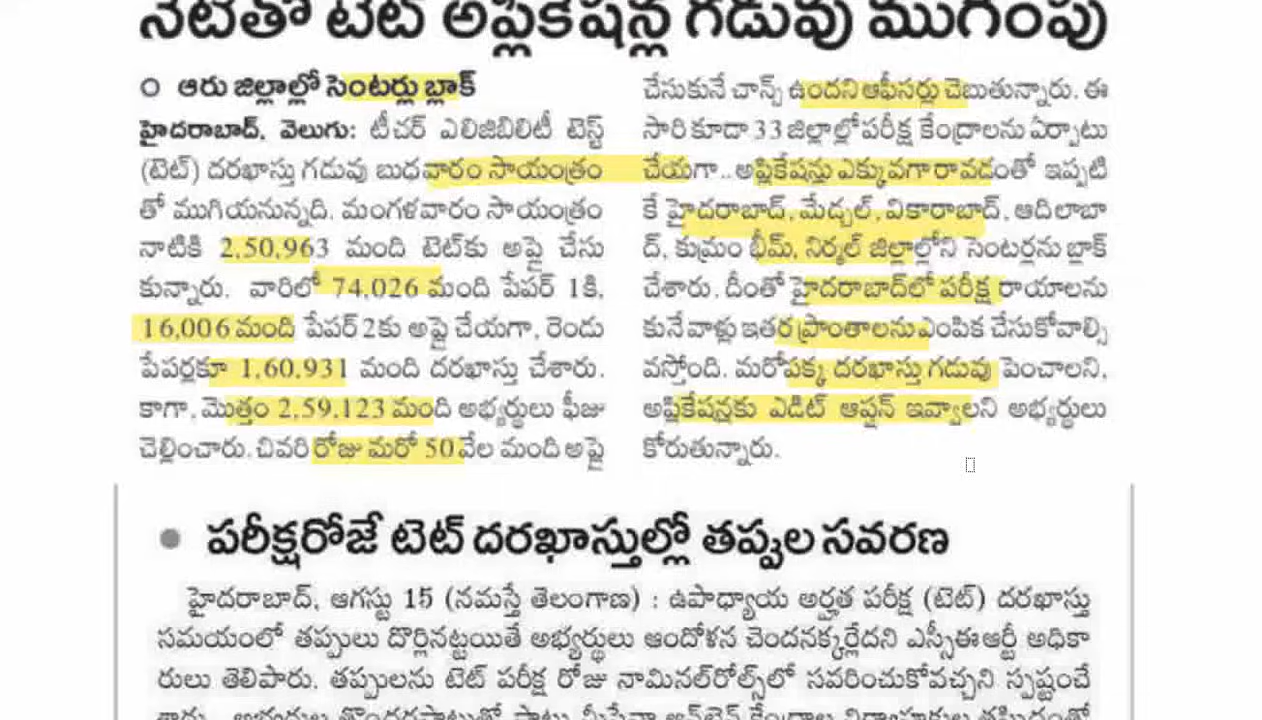 నేటితో టెట్ అప్లికేషన్ల గడువు ముగింపు
ఆరు జిల్లాల్లో సెంటర్లు బ్లాక్
హైదరాబాద్, వెలుగు: టీచర్ ఎలిజిబిలిటీ టెస్ట్
(టెట్) దరఖాస్తు గడువు బుధవారం సాయంత్రం
తో ముగియనున్నది. మంగళవారం సాయంత్రం
నాటికి 2,50,963 మంది టెట్‌కు అప్లై చేసు
కున్నారు. వారిలో 74,026 మంది పేపర్ 1కి,
16,006 మంది పేపర్ 2కు అప్లై చేయగా, రెండు
పేపర్లకూ 1,60,931 మంది దరఖాస్తు చేశారు.
కాగా, మొత్తం 2,59,123 మంది అభ్యర్థులు ఫీజు
చెల్లించారు. చివరి రోజు మరో 50 వేల మంది అప్లై
చేసుకునే చాన్స్ ఉందని ఆఫీసర్లు చెబుతున్నారు. ఈ
సారి కూడా 33 జిల్లాల్లో పరీక్ష కేంద్రాలను ఏర్పాటు
చేయగా.. అప్లికేషన్లు ఎక్కువగా రావడంతో ఇప్పటి
కే హైదరాబాద్, మేడ్చల్, వికారాబాద్, ఆదిలాబా
ద్, కుమ్రం భీమ్, నిర్మల్ జిల్లాల్లోని సెంటర్లను బ్లాక్
చేశారు. దీంతో హైదరాబాద్‌లో పరీక్ష రాయాలను
కునే వాళ్లు ఇతర ప్రాంతాలను ఎంపిక చేసుకోవాల్సి
వస్తోంది. మరోపక్క దరఖాస్తు గడువు పెంచాలని,
అప్లికేషన్లకు ఎడిట్ ఆప్షన్ ఇవ్వాలని అభ్యర్థులు
కోరుతున్నారు.
పరీక్షరోజే టెట్ దరఖాస్తుల్లో తప్పుల సవరణ
హైదరాబాద్, ఆగస్టు 15 (నమస్తే తెలంగాణ) : ఉపాధ్యాయ అర్హత పరీక్ష (టెట్) దరఖాస్తు
సమయంలో తప్పులు దొర్లినట్టయితే అభ్యర్థులు ఆందోళన చెందనక్కర్లేదని ఎస్సీఈఆర్టీ అధికా
రులు తెలిపారు. తప్పులను టెట్ పరీక్ష రోజు నామినల్‌రోల్స్‌లో సవరించుకోవచ్చని స్పష్టంచే